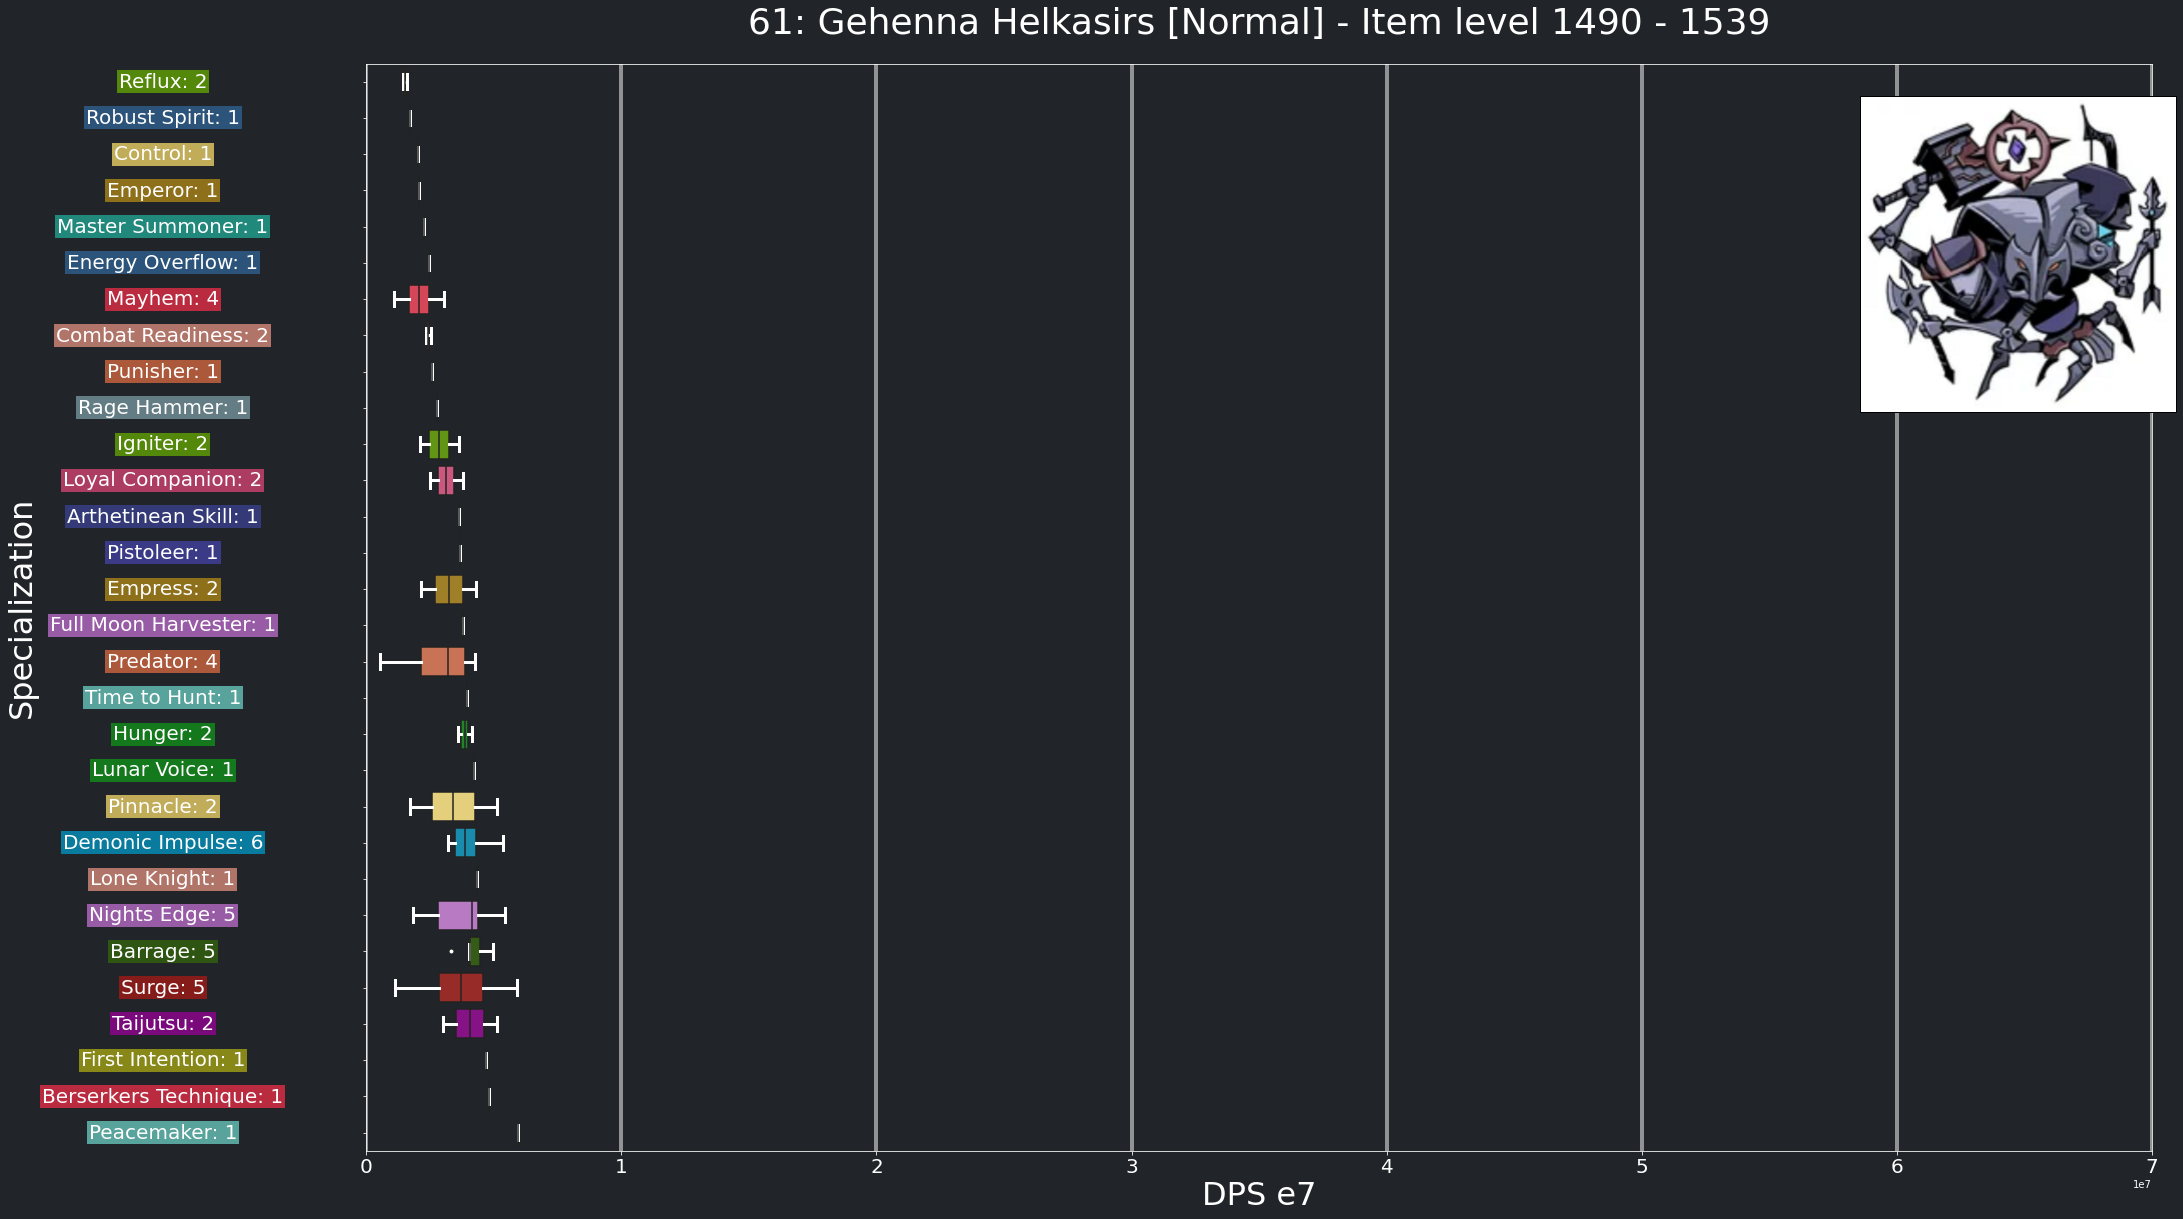 61: Gehenna Helkasirs [Normal] - Item level 1490 - 1539
Reflux: 2
Robust Spirit: 1
Control: 1
Emperor: 1
Master Summoner: 1
Energy Overflow: 1
Mayhem: 4
Combat Readiness: 2
Punisher: 1
Rage Hammer: 1
Igniter: 2
Loyal Companion: 2
Arthetinean Skill: 1
Pistoleer: 1
Empress: 2
Full Moon Harvester: 1
Predator: 4
Time to Hunt: 1
Hunger: 2
Lunar Voice: 1
Pinnacle: 2
Demonic Impulse: 6
Lone Knight: 1
Nights Edge: 5
Barrage: 5
Surge: 5
Taijutsu: 2
First Intention: 1
Berserkers Technique: 1
Peacemaker: 1
Specialization
0 1 2 3 4 5 6 7
1e7
DPS e7